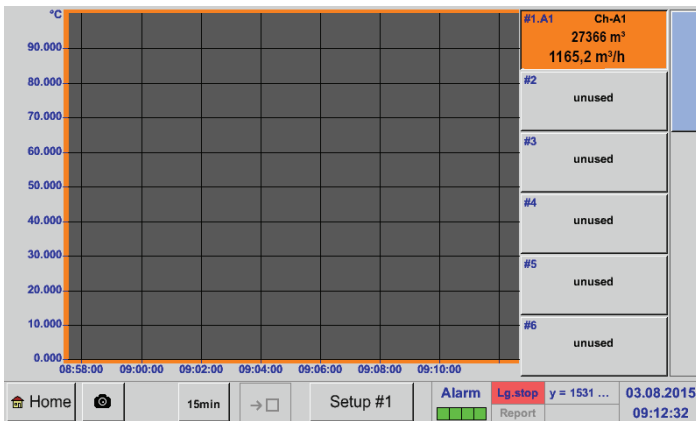 °C
90.000
80.000
70.000
60.000
50.000
40.000
30.000
20.000
10.000
0.000
08:58:00 09:00:00 09:02:00 09:04:00 09:06:00 09:08:00 09:10:00
#1.A1 Ch-A1
27366 m³
1165,2 m³/h
#2
unused
#3
unused
#4
unused
#5
unused
#6
unused
Home
15min
Setup #1
Alarm
Lg.stop
Report
y = 1531 ...
03.08.2015
09:12:32